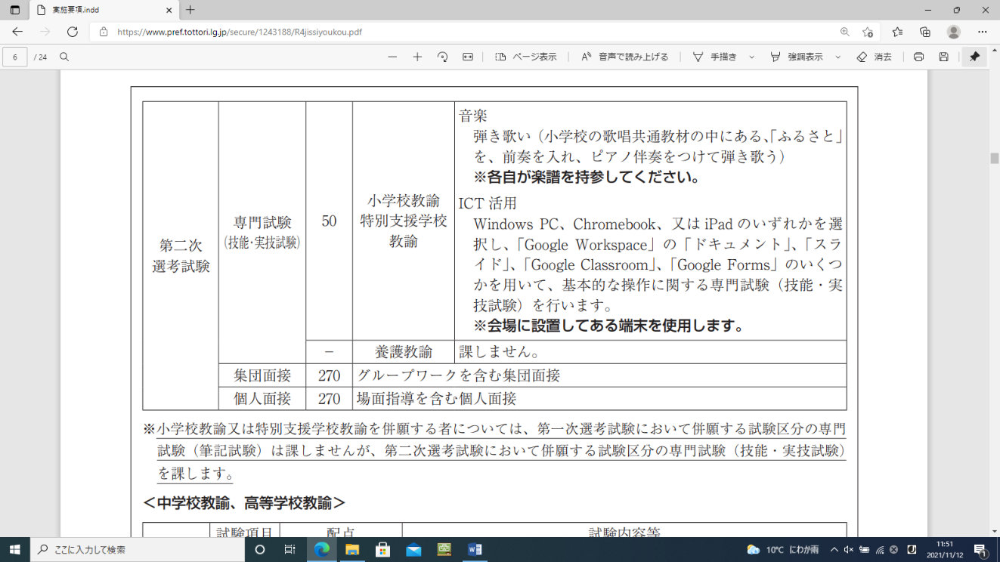 実施要項.indd
https://www.pref.tottori.lg.jp/secure/1243188/R4jissiyoukou.pdf
6 / 24
ページ表示
音声で読み上げる
手描き
強調表示
消去
第二次
選考試験
専門試験
（技能・実技試験）
50
小学校教諭
特別支援学校
教諭
音楽
弾き歌い（小学校の歌唱共通教材の中にある、「ふるさと」
を、前奏を入れ、ピアノ伴奏をつけて弾き歌う）
※各自が楽譜を持参してください。
ICT 活用
Windows PC、Chromebook、又は iPad のいずれかを選
択し、「Google Workspace」の「ドキュメント」、「スラ
イド」、「Google Classroom」、「Google Forms」のいくつ
かを用いて、基本的な操作に関する専門試験（技能・実
技試験）を行います。
※会場に設置してある端末を使用します。
－ 養護教諭 課しません。
集団面接 270 グループワークを含む集団面接
個人面接 270 場面指導を含む個人面接
※小学校教諭又は特別支援学校教諭を併願する者については、第一次選考試験において併願する試験区分の専門
試験（筆記試験）は課しませんが、第二次選考試験において併願する試験区分の専門試験（技能・実技試験）
を課します。
＜中学校教諭、高等学校教諭＞
試験項目 配点 試験内容等
ここに入力して検索
10℃ にわか雨
11:51
2021/11/12
1